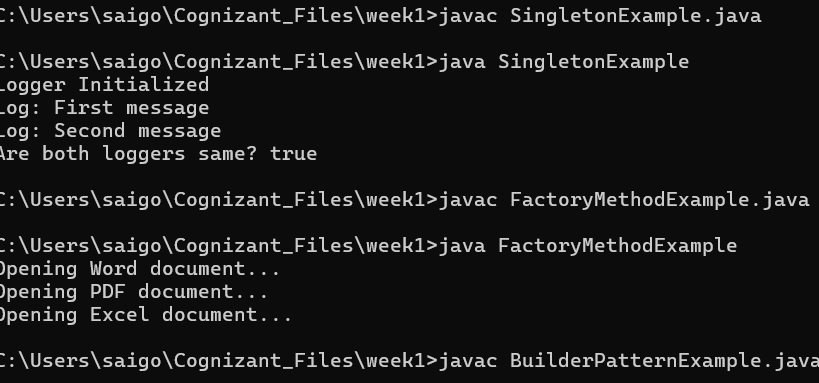 C:\Users\saigo\Cognizant_Files\week1>javac SingletonExample.java
C:\Users\saigo\Cognizant_Files\week1>java SingletonExample
Logger Initialized
Log: First message
Log: Second message
Are both loggers same? true
C:\Users\saigo\Cognizant_Files\week1>javac FactoryMethodExample.java
C:\Users\saigo\Cognizant_Files\week1>java FactoryMethodExample
Opening Word document...
Opening PDF document...
Opening Excel document...
C:\Users\saigo\Cognizant_Files\week1>javac BuilderPatternExample.java